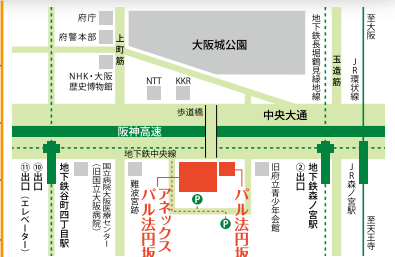 府庁
府警本部
NHK・大阪
歴史博物館
上町筋
大阪城公園
NTT
KKR
地下鉄長堀鶴見緑地線
玉造筋
JR環状線
至大阪
歩道橋
中央大通
阪神高速
地下鉄中央線
⑪出口（エレベーター）
⑩出口
地下鉄谷町四丁目駅
国立病院大阪医療センター
（旧国立大阪病院）
難波宮跡
パル法円坂
アネックス
P
P
パル法円坂
旧府立青少年会館
②出口
地下鉄森ノ宮駅
JR森ノ宮駅
至天王寺